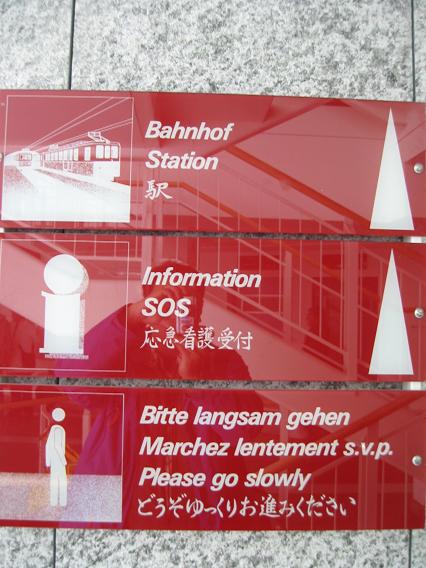 Bahnhof
Station
駅
Information
SOS
応急看護受付
Bitte langsam gehen
Marchez lentement s.v.p.
Please go slowly
どうぞゆっくりお進みください